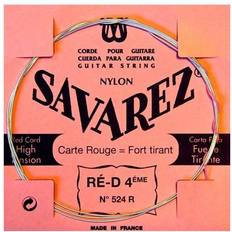 CORDE POUR GUITARE
CUERDA PARA GUITARRA
GUITAR STRING
NYLON
SAVAREZ
Red Card
High
Tension
Carte Rouge = Fort tirant
Carta Roja
Fuerte
Tirante
RÉ-D 4ÈME
N° 524 R
MADE IN FRANCE